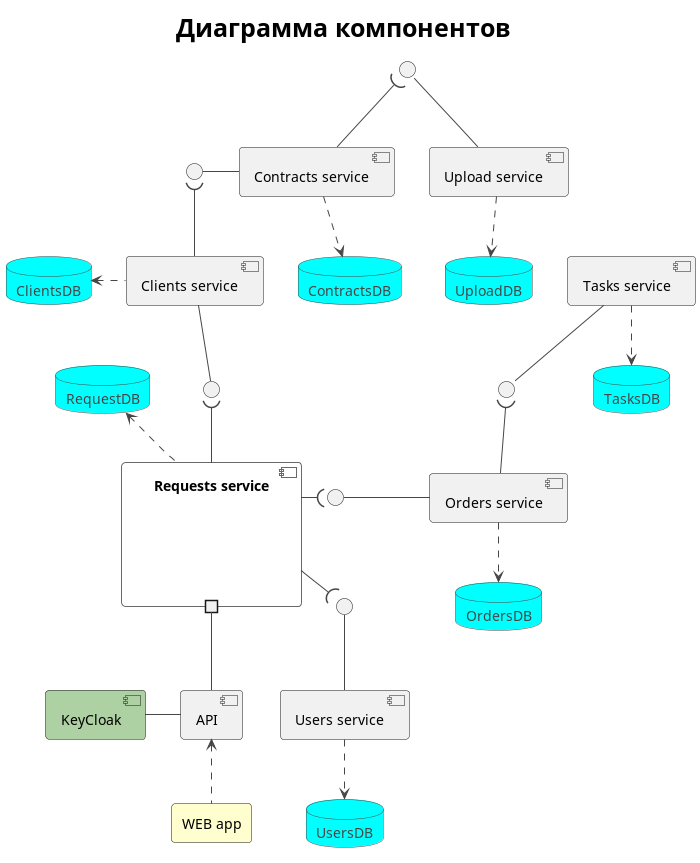 Диаграмма компонентов
Contracts service
Upload service
Clients service
ClientsDB
ContractsDB
UploadDB
Tasks service
RequestDB
TasksDB
Requests service
Orders service
OrdersDB
KeyCloak
API
Users service
WEB app
UsersDB